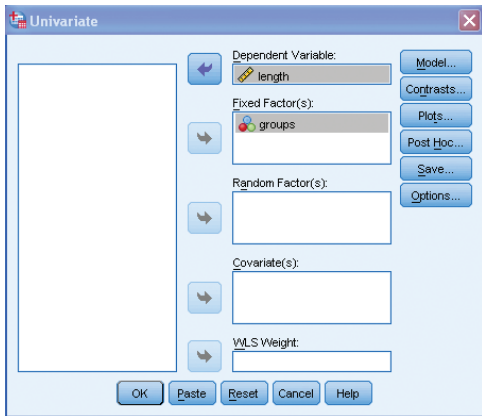 Univariate
Dependent Variable:
length
Fixed Factor(s):
groups
Random Factor(s):
Covariate(s):
WLS Weight:
Model...
Contrasts...
Plots...
Post Hoc...
Save...
Options...
OK
Paste
Reset
Cancel
Help